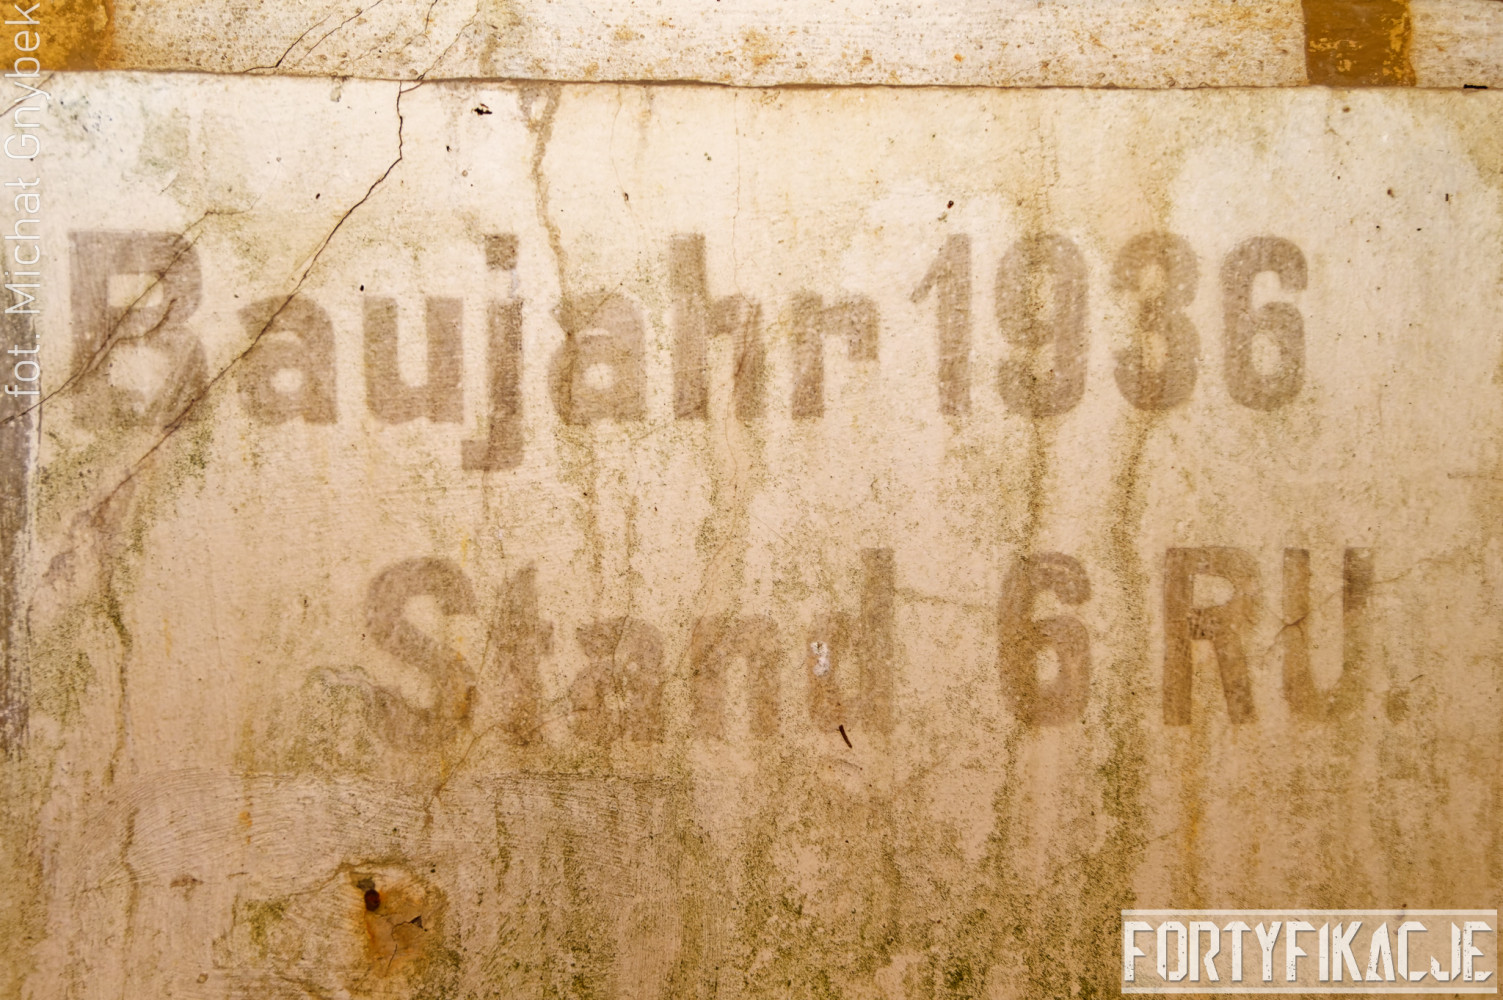 Baujahr 1936
Stand 6 RU.
fot. Michał Gnybek
FORTYFIKACJE